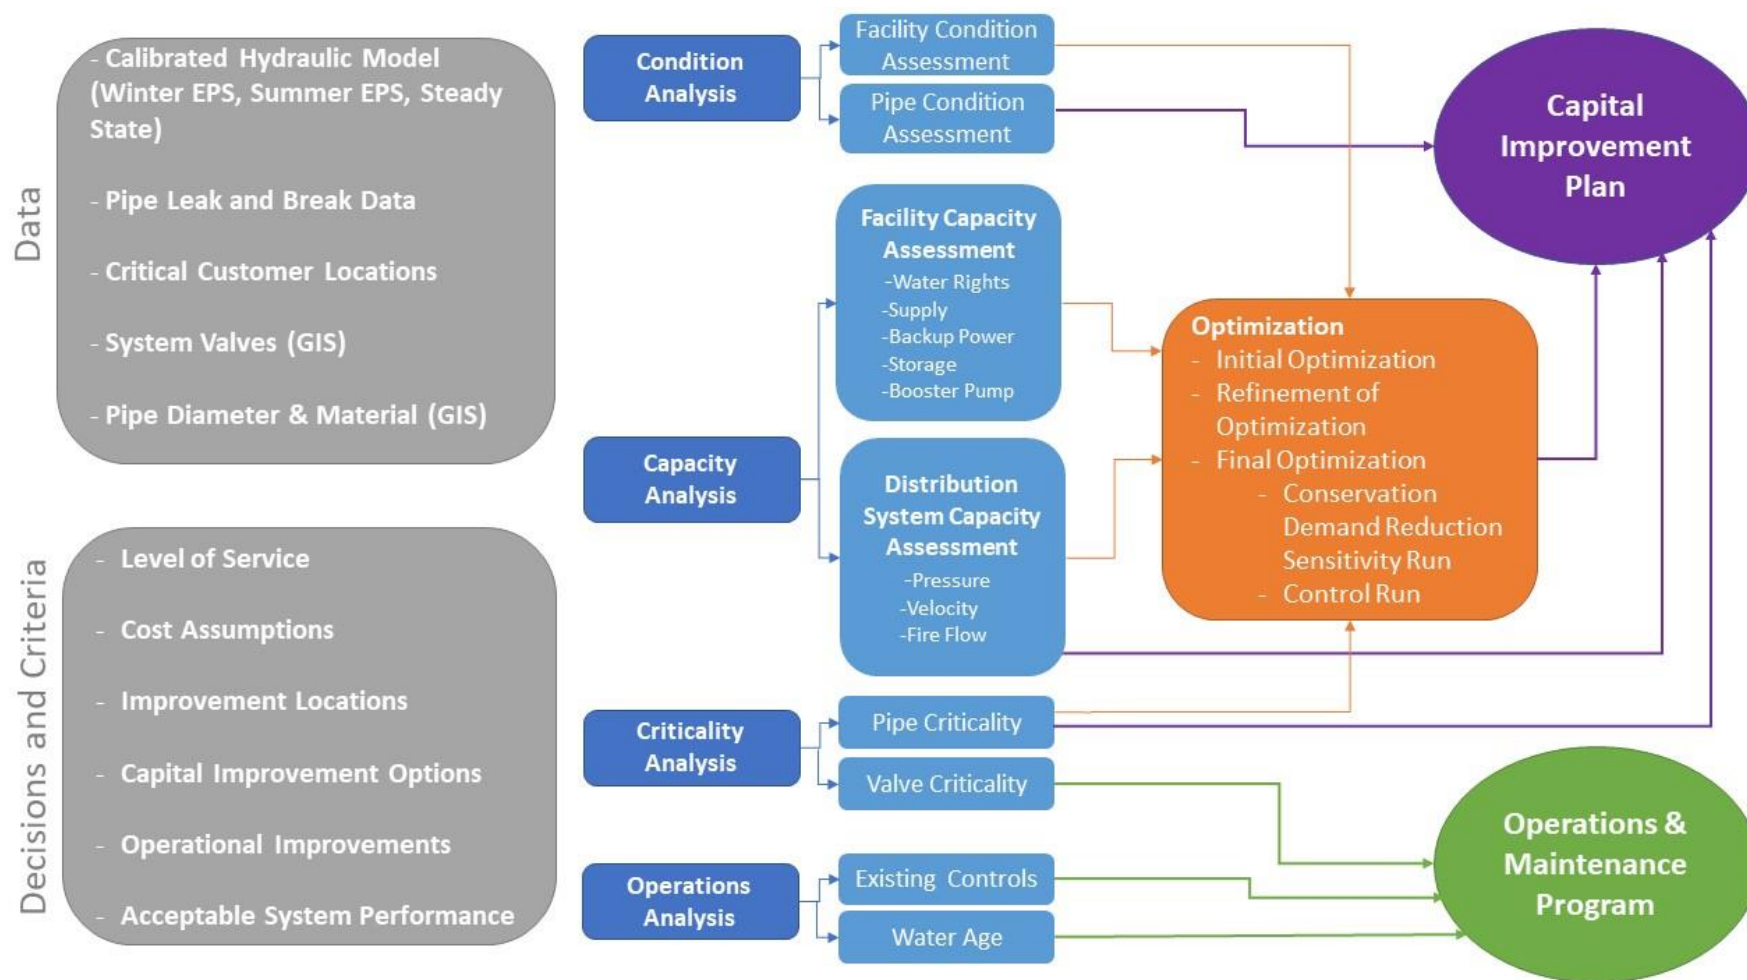 Data
- Calibrated Hydraulic Model
(Winter EPS, Summer EPS, Steady
State)
- Pipe Leak and Break Data
- Critical Customer Locations
- System Valves (GIS)
- Pipe Diameter & Material (GIS)
Decisions and Criteria
- Level of Service
- Cost Assumptions
- Improvement Locations
- Capital Improvement Options
- Operational Improvements
- Acceptable System Performance
Condition
Analysis
Facility Condition
Assessment
Pipe Condition
Assessment
Capacity
Analysis
Facility Capacity
Assessment
-Water Rights
-Supply
-Backup Power
-Storage
-Booster Pump
Distribution
System Capacity
Assessment
-Pressure
-Velocity
-Fire Flow
Criticality
Analysis
Pipe Criticality
Valve Criticality
Operations
Analysis
Existing Controls
Water Age
Optimization
- Initial Optimization
- Refinement of
Optimization
- Final Optimization
- Conservation
Demand Reduction
Sensitivity Run
- Control Run
Capital
Improvement
Plan
Operations &
Maintenance
Program